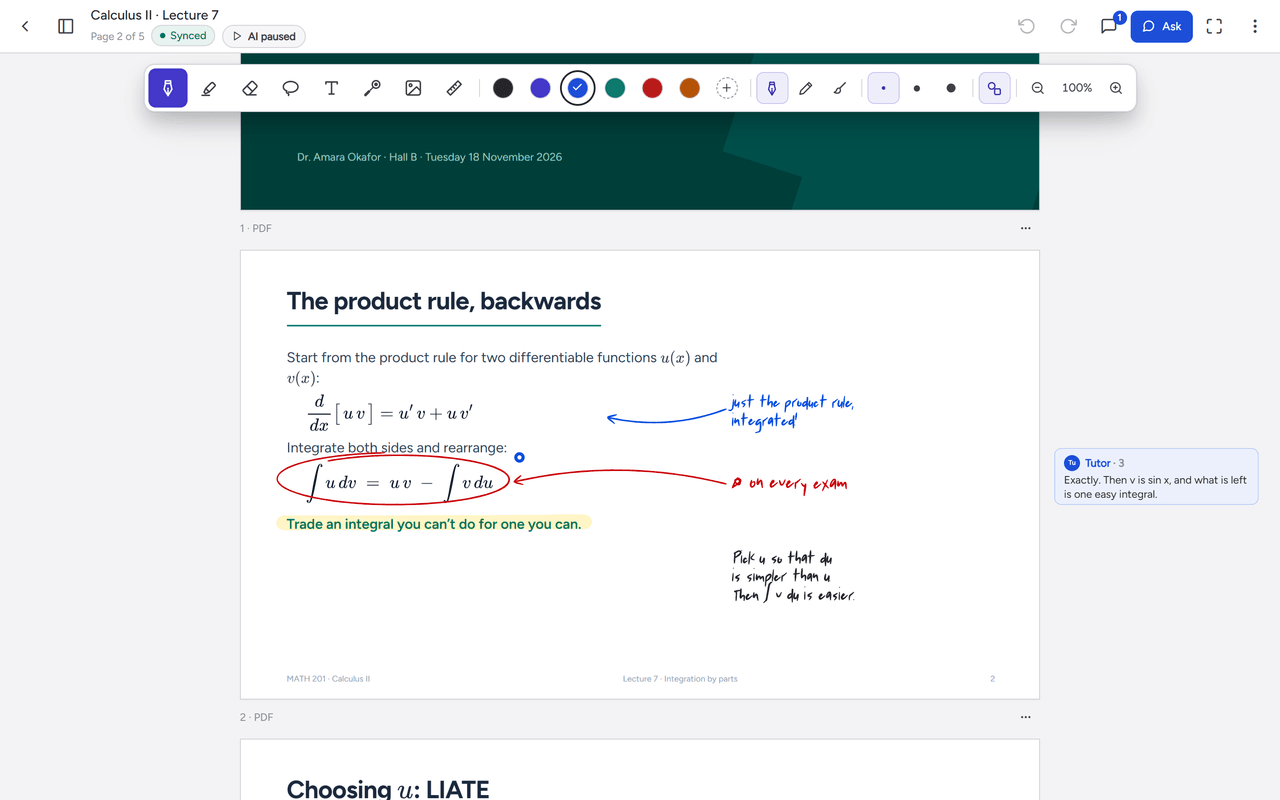 Calculus II · Lecture 7
Page 2 of 5
Synced
AI paused
1
Ask
T
100%
Dr. Amara Okafor · Hall B · Tuesday 18 November 2026
1 · PDF
The product rule, backwards
Start from the product rule for two differentiable functions u(x) and
v(x):
d/dx [u v] = u′ v + u v′
just the product rule,
integrated!
Integrate both sides and rearrange:
∫ u dv = u v − ∫ v du
on every exam
Tu Tutor · 3
Exactly. Then v is sin x, and what is left
is one easy integral.
Trade an integral you can’t do for one you can.
Pick u so that du
is simpler than u
Then ∫ v du is easier.
MATH 201 · Calculus II
Lecture 7 · Integration by parts
2
2 · PDF
Choosing u: LIATE